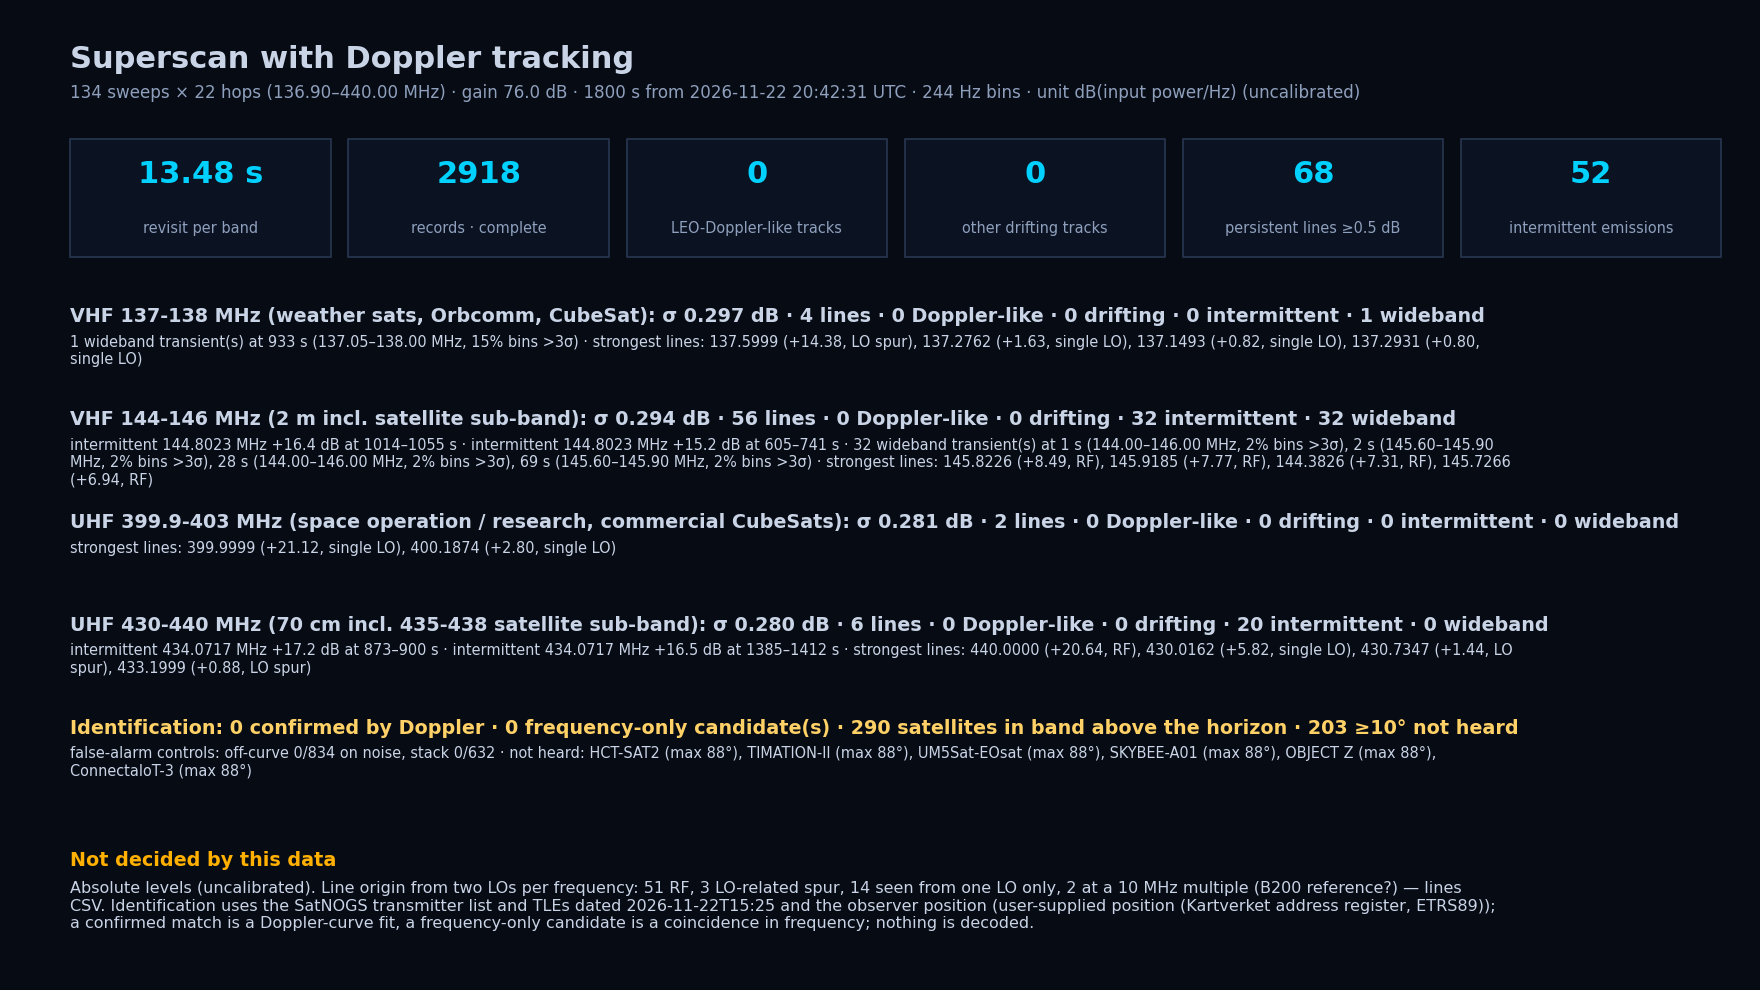 Superscan with Doppler tracking
134 sweeps × 22 hops (136.90–440.00 MHz) · gain 76.0 dB · 1800 s from 2026-11-22 20:42:31 UTC · 244 Hz bins · unit dB(input power/Hz) (uncalibrated)
13.48 s
revisit per band
2918
records · complete
0
LEO-Doppler-like tracks
0
other drifting tracks
68
persistent lines ≥0.5 dB
52
intermittent emissions
VHF 137-138 MHz (weather sats, Orbcomm, CubeSat): σ 0.297 dB · 4 lines · 0 Doppler-like · 0 drifting · 0 intermittent · 1 wideband
1 wideband transient(s) at 933 s (137.05–138.00 MHz, 15% bins >3σ) · strongest lines: 137.5999 (+14.38, LO spur), 137.2762 (+1.63, single LO), 137.1493 (+0.82, single LO), 137.2931 (+0.80,
single LO)
VHF 144-146 MHz (2 m incl. satellite sub-band): σ 0.294 dB · 56 lines · 0 Doppler-like · 0 drifting · 32 intermittent · 32 wideband
intermittent 144.8023 MHz +16.4 dB at 1014–1055 s · intermittent 144.8023 MHz +15.2 dB at 605–741 s · 32 wideband transient(s) at 1 s (144.00–146.00 MHz, 2% bins >3σ), 2 s (145.60–145.90
MHz, 2% bins >3σ), 28 s (144.00–146.00 MHz, 2% bins >3σ), 69 s (145.60–145.90 MHz, 2% bins >3σ) · strongest lines: 145.8226 (+8.49, RF), 145.9185 (+7.77, RF), 144.3826 (+7.31, RF), 145.7266
(+6.94, RF)
UHF 399.9-403 MHz (space operation / research, commercial CubeSats): σ 0.281 dB · 2 lines · 0 Doppler-like · 0 drifting · 0 intermittent · 0 wideband
strongest lines: 399.9999 (+21.12, single LO), 400.1874 (+2.80, single LO)
UHF 430-440 MHz (70 cm incl. 435-438 satellite sub-band): σ 0.280 dB · 6 lines · 0 Doppler-like · 0 drifting · 20 intermittent · 0 wideband
intermittent 434.0717 MHz +17.2 dB at 873–900 s · intermittent 434.0717 MHz +16.5 dB at 1385–1412 s · strongest lines: 440.0000 (+20.64, RF), 430.0162 (+5.82, single LO), 430.7347 (+1.44, LO
spur), 433.1999 (+0.88, LO spur)
Identification: 0 confirmed by Doppler · 0 frequency-only candidate(s) · 290 satellites in band above the horizon · 203 ≥10° not heard
false-alarm controls: off-curve 0/834 on noise, stack 0/632 · not heard: HCT-SAT2 (max 88°), TIMATION-II (max 88°), UM5Sat-EOsat (max 88°), SKYBEE-A01 (max 88°), OBJECT Z (max 88°),
ConnectaIoT-3 (max 88°)
Not decided by this data
Absolute levels (uncalibrated). Line origin from two LOs per frequency: 51 RF, 3 LO-related spur, 14 seen from one LO only, 2 at a 10 MHz multiple (B200 reference?) — lines
CSV. Identification uses the SatNOGS transmitter list and TLEs dated 2026-11-22T15:25 and the observer position (user-supplied position (Kartverket address register, ETRS89));
a confirmed match is a Doppler-curve fit, a frequency-only candidate is a coincidence in frequency; nothing is decoded.